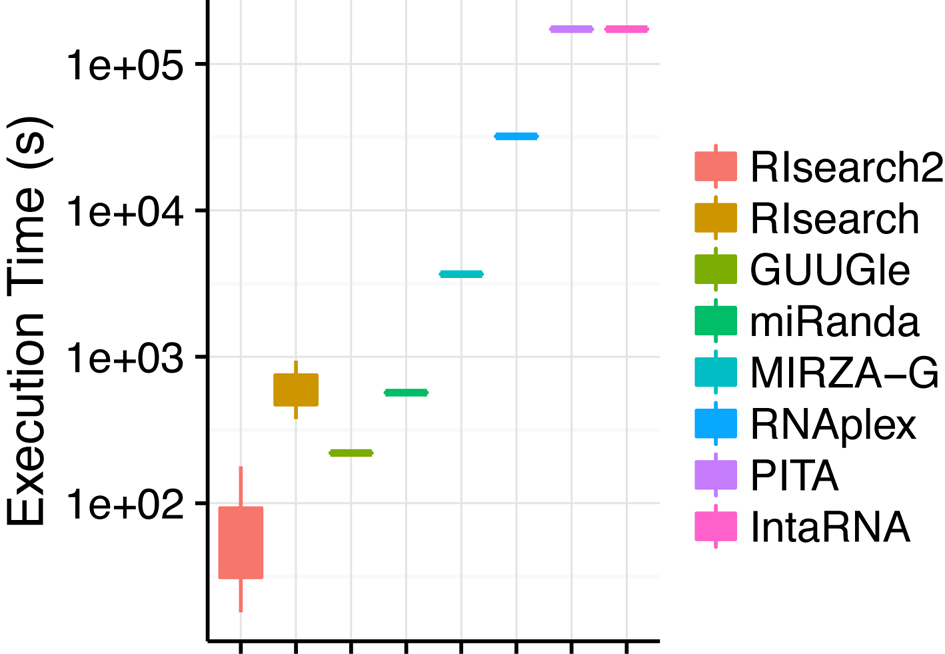 Execution Time (s)
1e+05
1e+04
1e+03
1e+02
RIsearch2
RIsearch
GUUGle
miRanda
MIRZA−G
RNAplex
PITA
IntaRNA